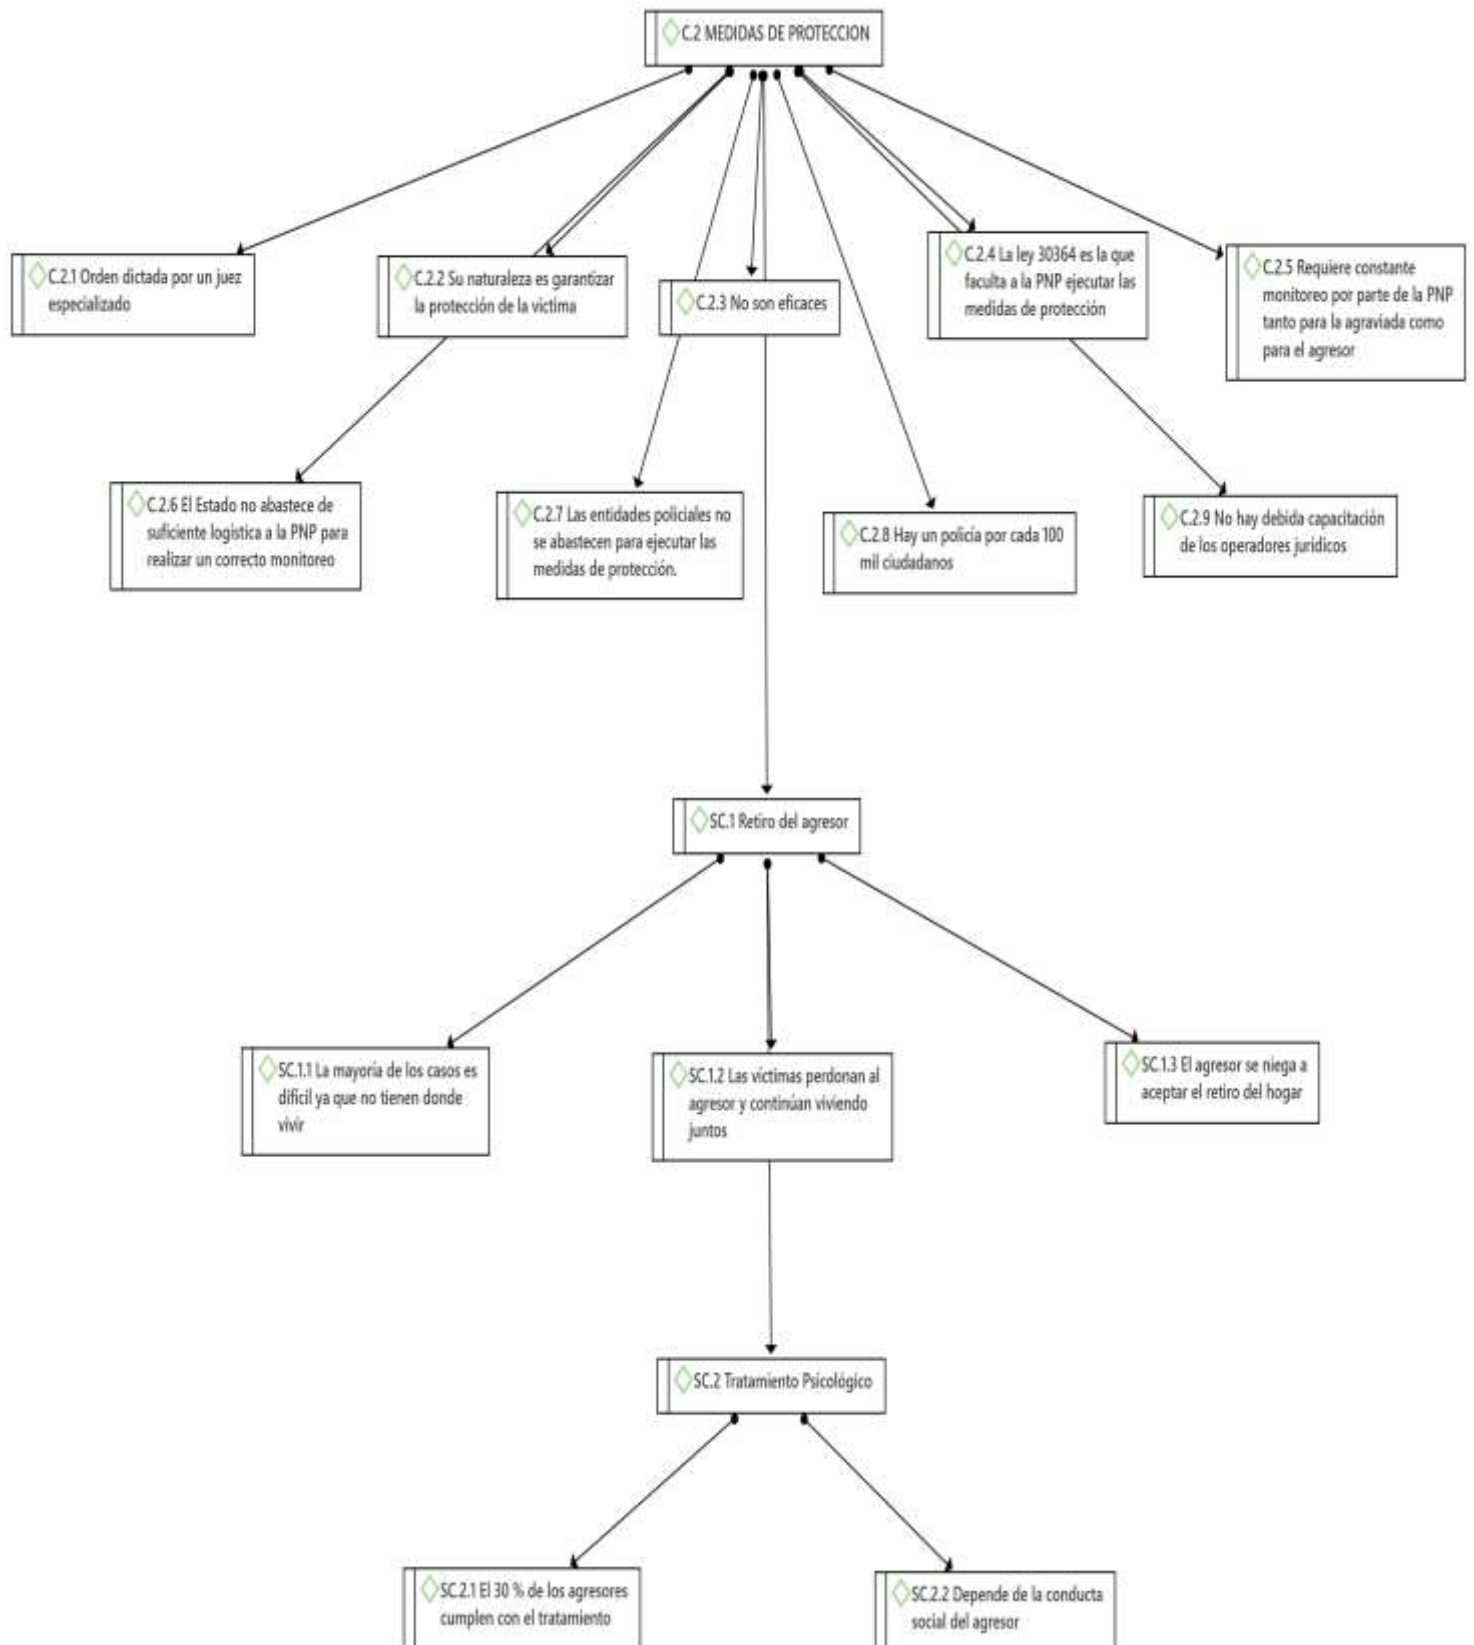 C.2 MEDIDAS DE PROTECCION
C.2.1 Orden dictada por un juez
especializado
C.2.2 Su naturaleza es garantizar
la protección de la victima
C.2.3 No son eficaces
C.2.4 La ley 30364 es la que
faculta a la PNP ejecutar las
medidas de protección
C.2.5 Requiere constante
monitoreo por parte de la PNP
tanto para la agraviada como
para el agresor
C.2.6 El Estado no abastece de
suficiente logística a la PNP para
realizar un correcto monitoreo
C.2.7 Las entidades policiales no
se abastecen para ejecutar las
medidas de protección.
C.2.8 Hay un policía por cada 100
mil ciudadanos
C.2.9 No hay debida capacitación
de los operadores jurídicos
SC.1 Retiro del agresor
SC.1.1 La mayoría de los casos es
difícil ya que no tienen donde
vivir
SC.1.2 Las víctimas perdonan al
agresor y continúan viviendo
juntos
SC.1.3 El agresor se niega a
aceptar el retiro del hogar
SC.2 Tratamiento Psicológico
SC.2.1 El 30 % de los agresores
cumplen con el tratamiento
SC.2.2 Depende de la conducta
social del agresor